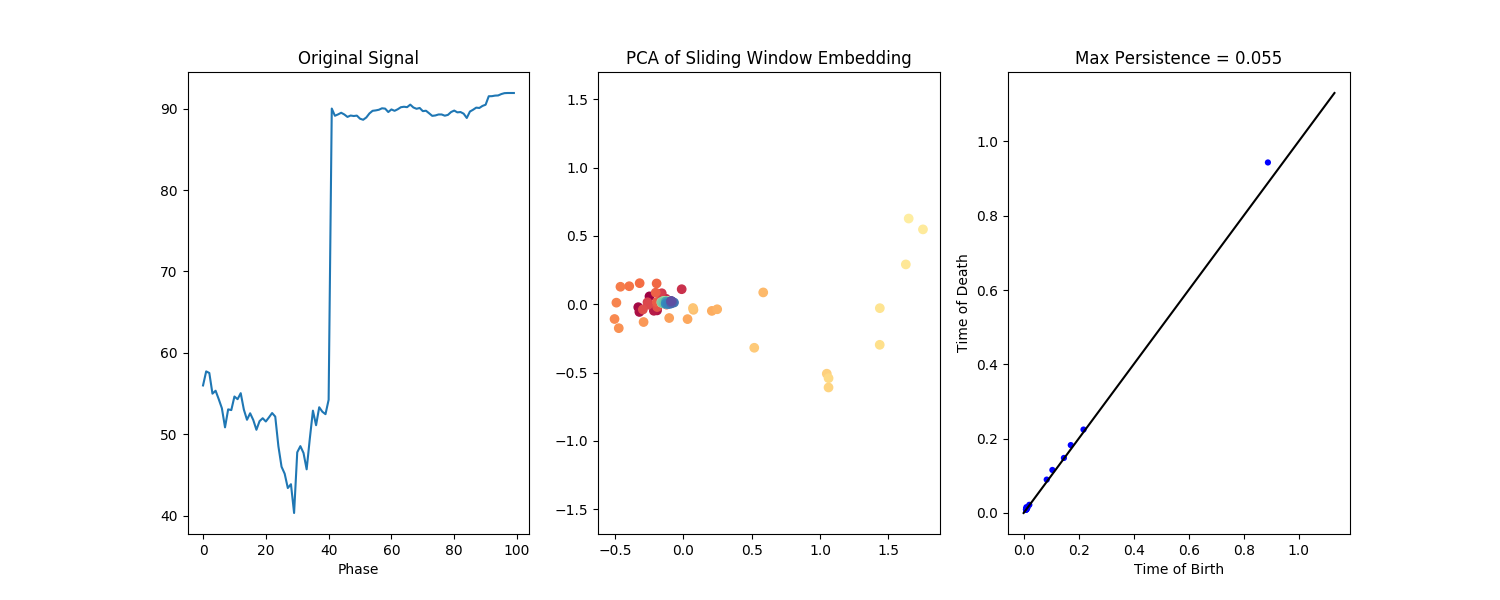 Original Signal
90
80
70
60
50
40
0 20 40 60 80 100
Phase
PCA of Sliding Window Embedding
1.5
1.0
0.5
0.0
−0.5
−1.0
−1.5
−0.5 0.0 0.5 1.0 1.5
Max Persistence = 0.055
Time of Death
1.0
0.8
0.6
0.4
0.2
0.0
0.0 0.2 0.4 0.6 0.8 1.0
Time of Birth